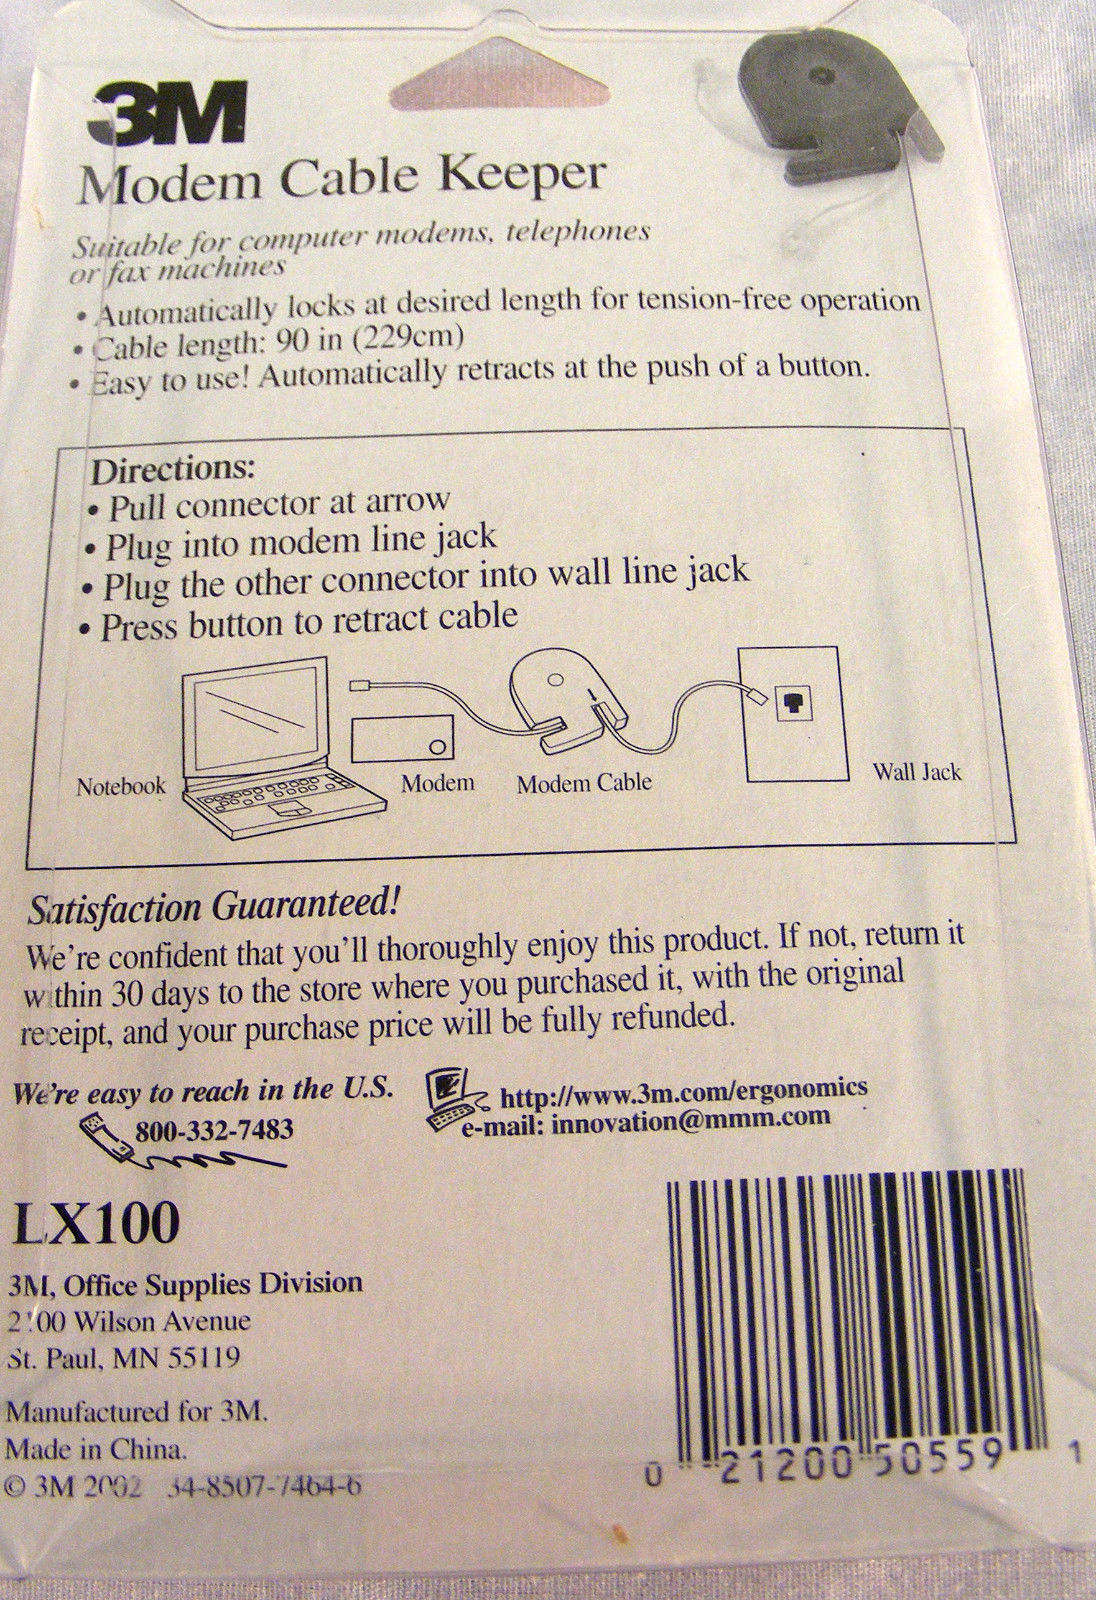 3M
Modem Cable Keeper
Suitable for computer modems, telephones
or fax machines
• Automatically locks at desired length for tension-free operation
• Cable length: 90 in (229cm)
• Easy to use! Automatically retracts at the push of a button.
Directions:
• Pull connector at arrow
• Plug into modem line jack
• Plug the other connector into wall line jack
• Press button to retract cable
Notebook
Modem
Modem Cable
Wall Jack
Satisfaction Guaranteed!
We're confident that you'll thoroughly enjoy this product. If not, return it
within 30 days to the store where you purchased it, with the original
receipt, and your purchase price will be fully refunded.
We're easy to reach in the U.S.
800-332-7483
http://www.3m.com/ergonomics
e-mail: innovation@mmm.com
LX100
3M, Office Supplies Division
2100 Wilson Avenue
St. Paul, MN 55119
Manufactured for 3M.
Made in China.
© 3M 2002 34-8507-7464-6
0 21200 50559 1